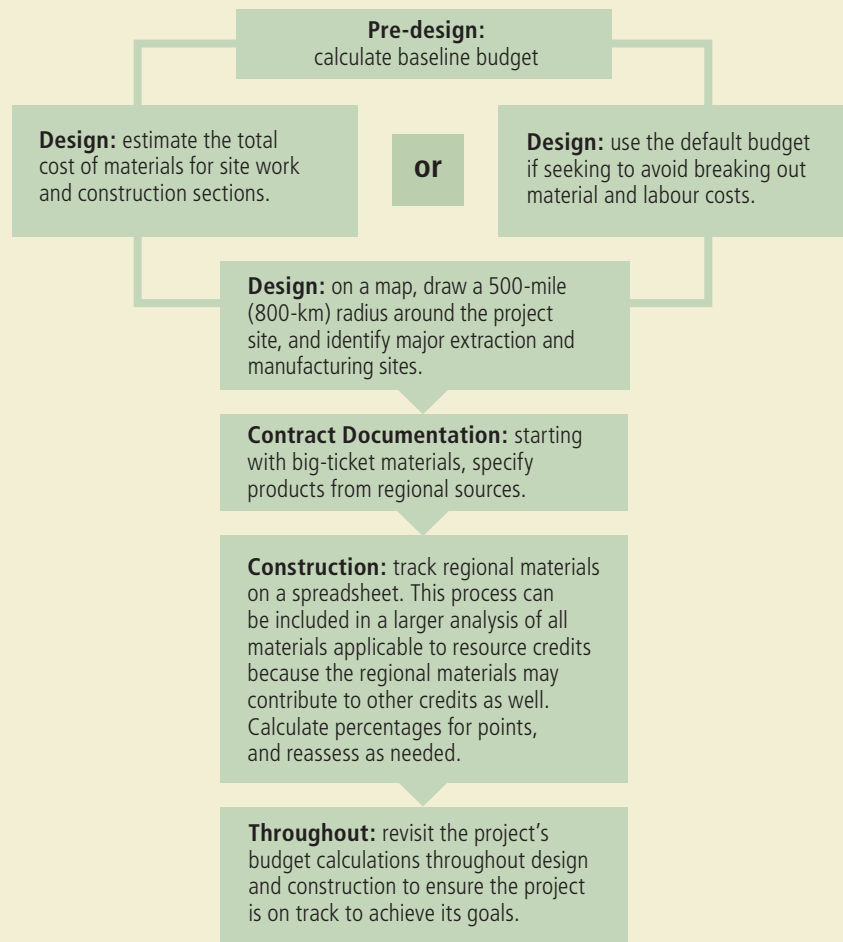 Pre-design:
calculate baseline budget
Design: estimate the total
cost of materials for site work
and construction sections.
or
Design: use the default budget
if seeking to avoid breaking out
material and labour costs.
Design: on a map, draw a 500-mile
(800-km) radius around the project
site, and identify major extraction and
manufacturing sites.
Contract Documentation: starting
with big-ticket materials, specify
products from regional sources.
Construction: track regional materials
on a spreadsheet. This process can
be included in a larger analysis of all
materials applicable to resource credits
because the regional materials may
contribute to other credits as well.
Calculate percentages for points,
and reassess as needed.
Throughout: revisit the project’s
budget calculations throughout design
and construction to ensure the project
is on track to achieve its goals.